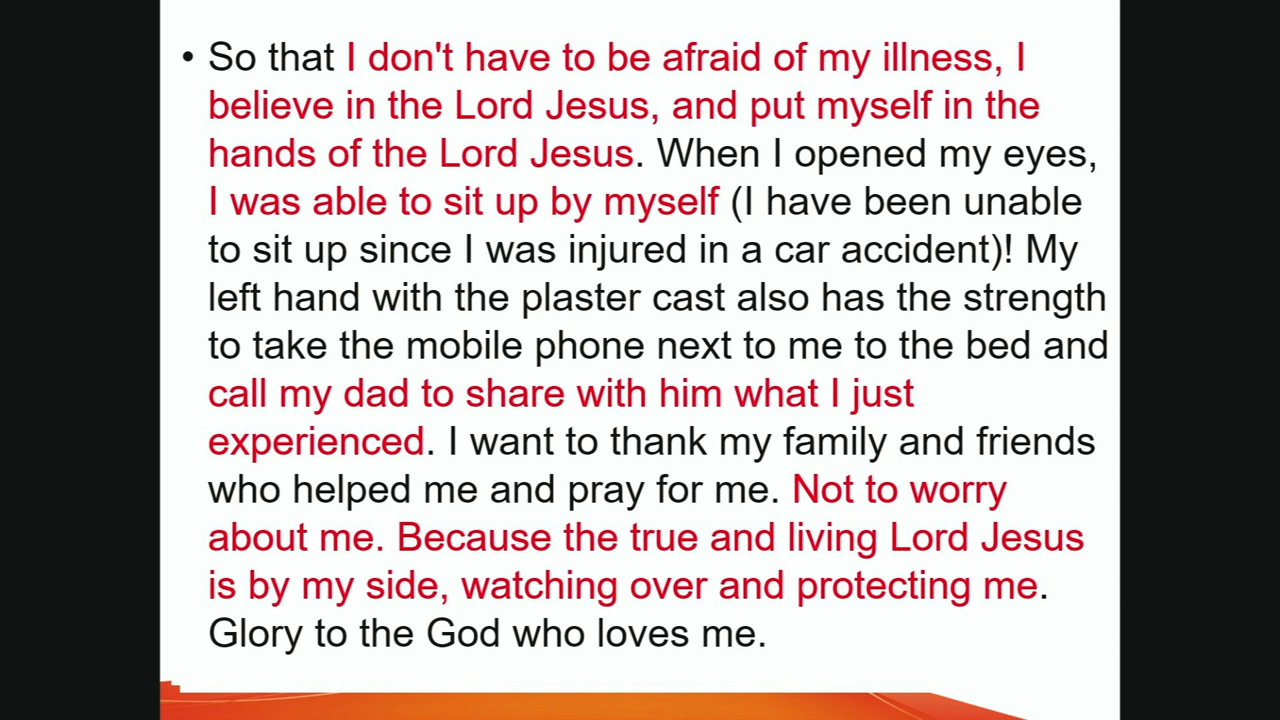 • So that I don't have to be afraid of my illness, I
believe in the Lord Jesus, and put myself in the
hands of the Lord Jesus. When I opened my eyes,
I was able to sit up by myself (I have been unable
to sit up since I was injured in a car accident)! My
left hand with the plaster cast also has the strength
to take the mobile phone next to me to the bed and
call my dad to share with him what I just
experienced. I want to thank my family and friends
who helped me and pray for me. Not to worry
about me. Because the true and living Lord Jesus
is by my side, watching over and protecting me.
Glory to the God who loves me.